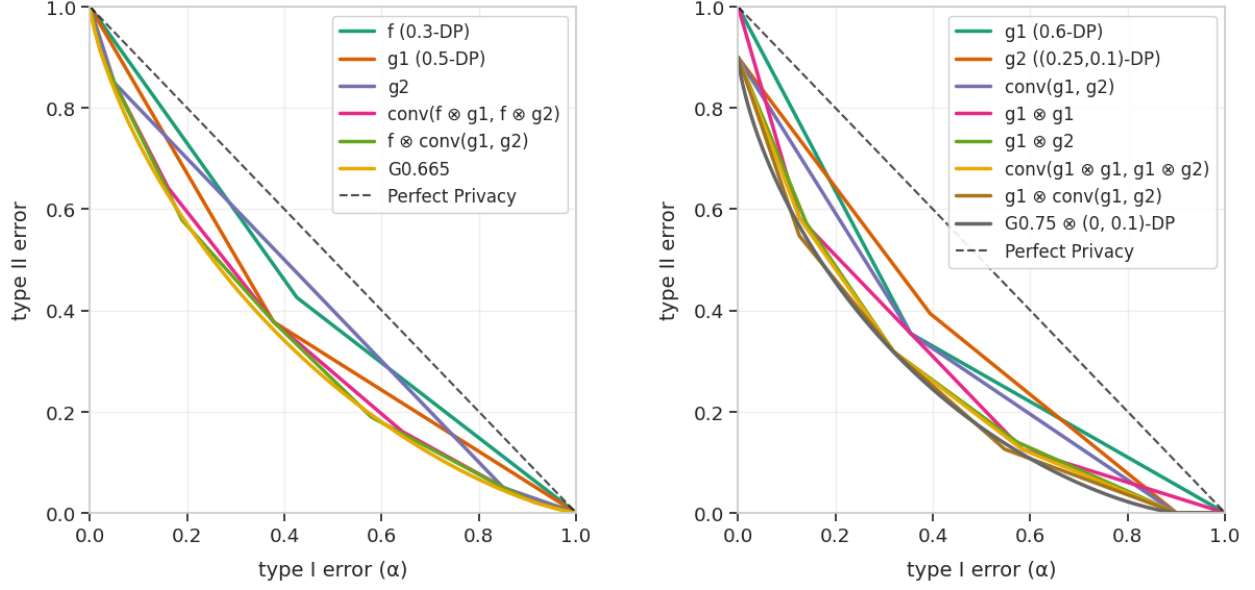 1.0
0.8
0.6
0.4
0.2
0.0
type II error
0.0 0.2 0.4 0.6 0.8 1.0
type I error (α)
f (0.3-DP)
g1 (0.5-DP)
g2
conv(f ⊗ g1, f ⊗ g2)
f ⊗ conv(g1, g2)
G0.665
Perfect Privacy
1.0
0.8
0.6
0.4
0.2
0.0
type II error
0.0 0.2 0.4 0.6 0.8 1.0
type I error (α)
g1 (0.6-DP)
g2 ((0.25,0.1)-DP)
conv(g1, g2)
g1 ⊗ g1
g1 ⊗ g2
conv(g1 ⊗ g1, g1 ⊗ g2)
g1 ⊗ conv(g1, g2)
G0.75 ⊗ (0, 0.1)-DP
Perfect Privacy